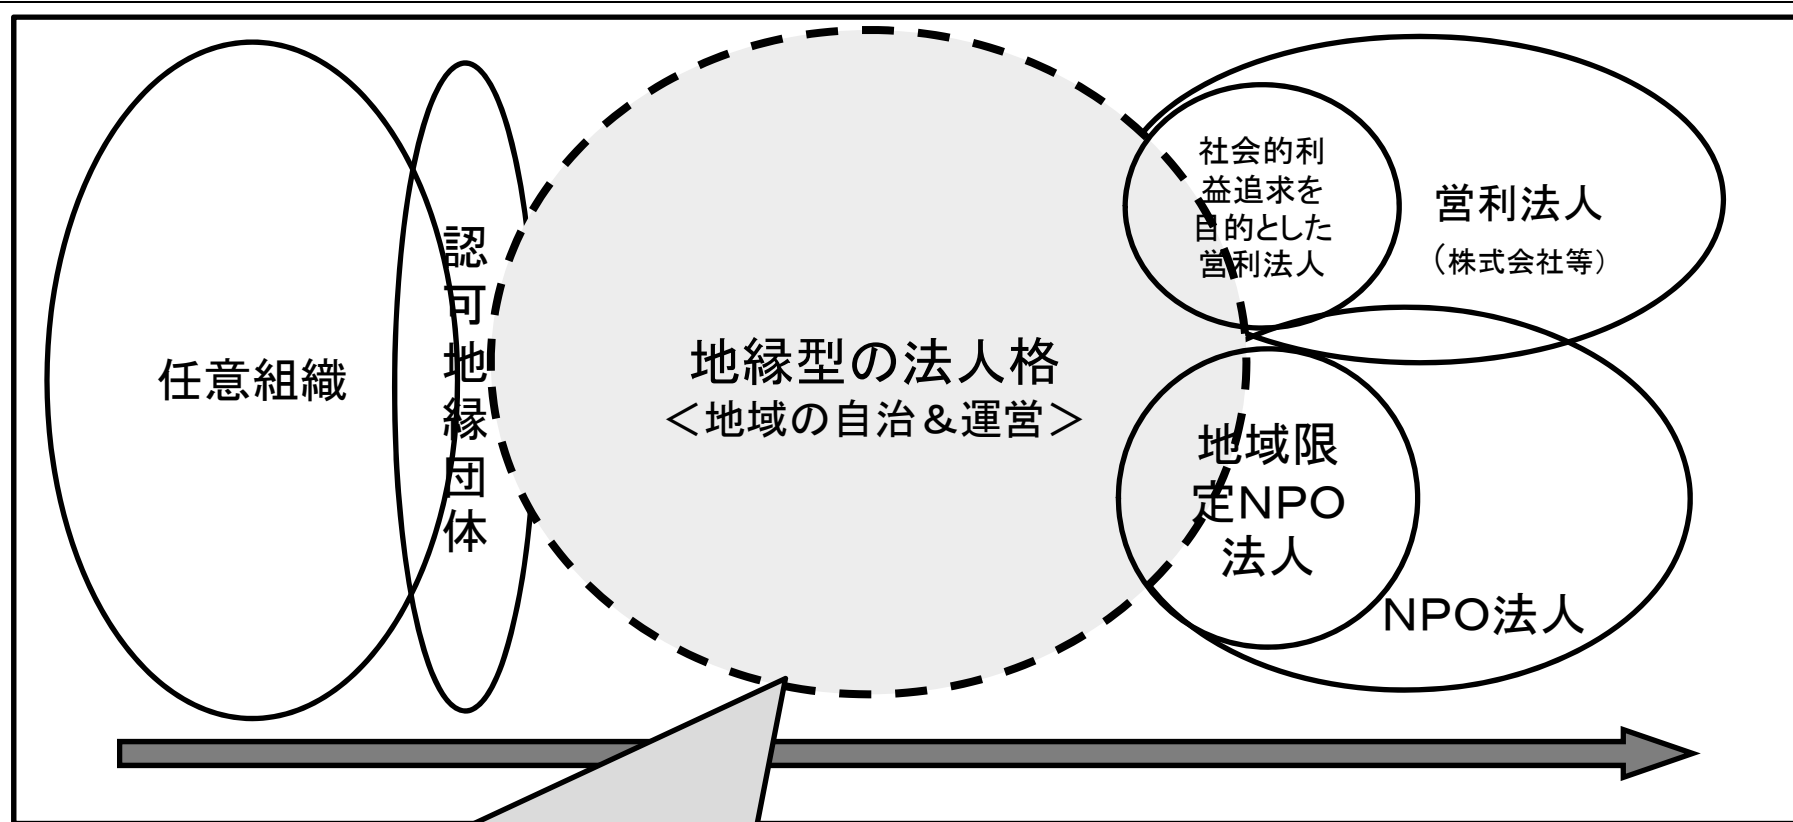 任意組織
認可地縁団体
地縁型の法人格
＜地域の自治＆運営＞
社会的利
益追求を
目的とした
営利法人
営利法人
（株式会社等）
地域限
定ＮＰＯ
法人
ＮＰＯ法人